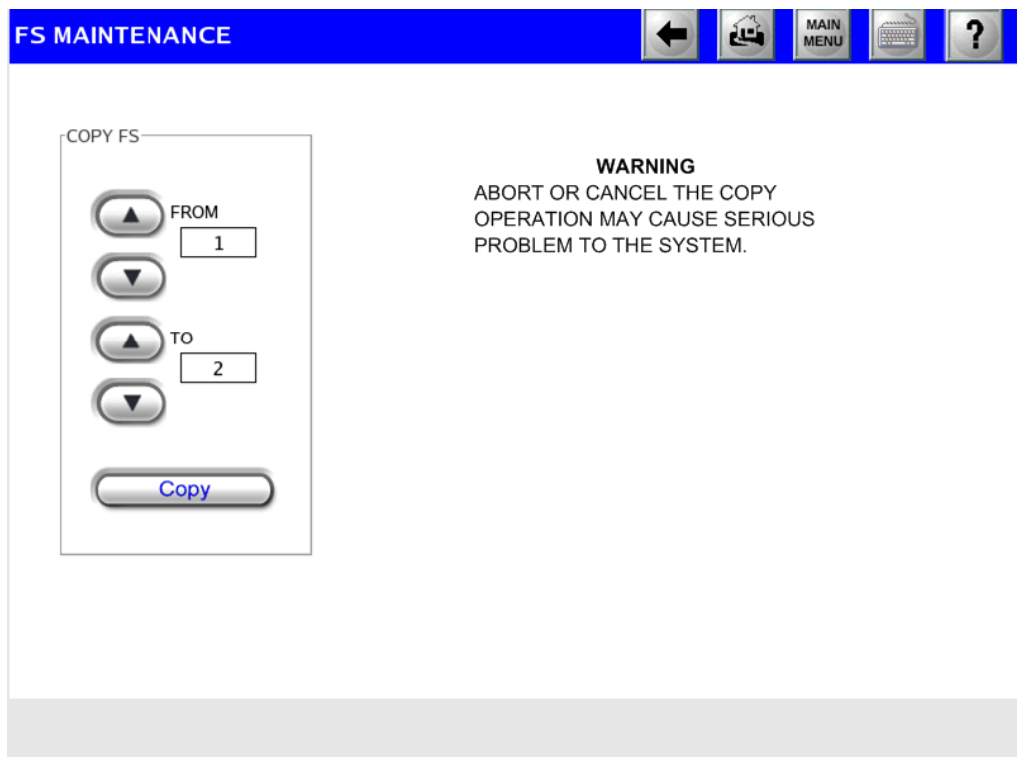 FS MAINTENANCE
MAIN
MENU
?
COPY FS
FROM
1
TO
2
Copy
WARNING
ABORT OR CANCEL THE COPY
OPERATION MAY CAUSE SERIOUS
PROBLEM TO THE SYSTEM.